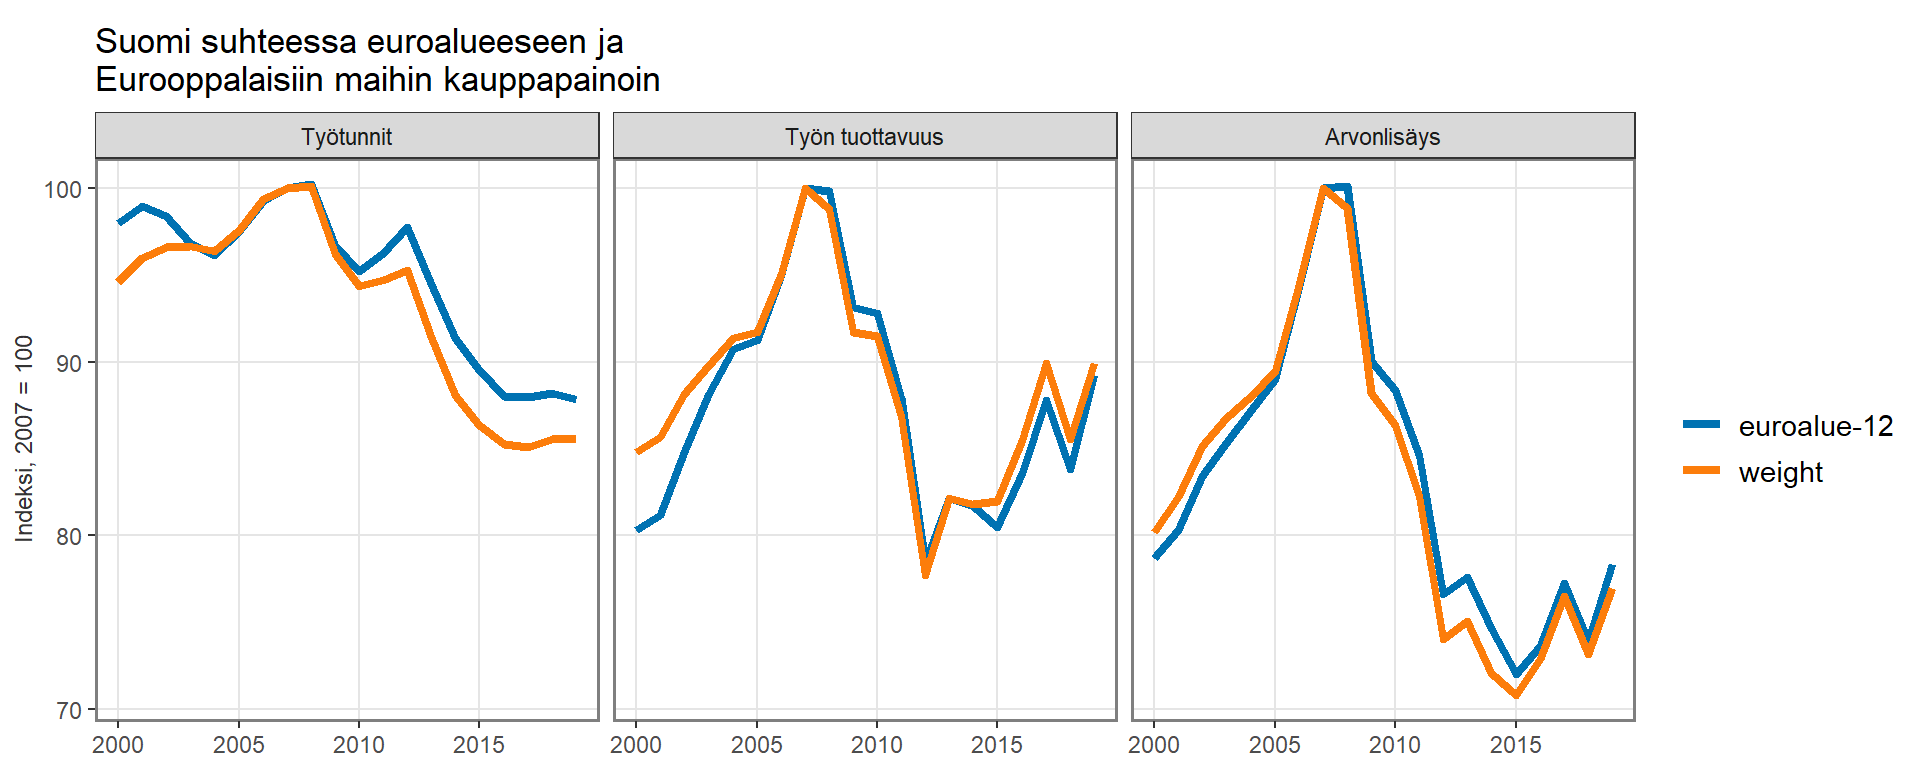 Suomi suhteessa euroalueeseen ja
Eurooppalaisiin maihin kauppapainoin
Työtunnit
Työn tuottavuus
Arvonlisäys
Indeksi, 2007 = 100
100
90
80
70
2000 2005 2010 2015
2000 2005 2010 2015
2000 2005 2010 2015
euroalue-12
weight